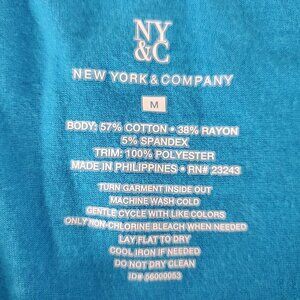 NY
&C
NEW YORK & COMPANY
M
BODY: 57% COTTON • 38% RAYON
5% SPANDEX
TRIM: 100% POLYESTER
MADE IN PHILIPPINES • RN# 23243
TURN GARMENT INSIDE OUT
MACHINE WASH COLD
GENTLE CYCLE WITH LIKE COLORS
ONLY NON-CHLORINE BLEACH WHEN NEEDED
LAY FLAT TO DRY
COOL IRON IF NEEDED
DO NOT DRY CLEAN
ID# 56000053